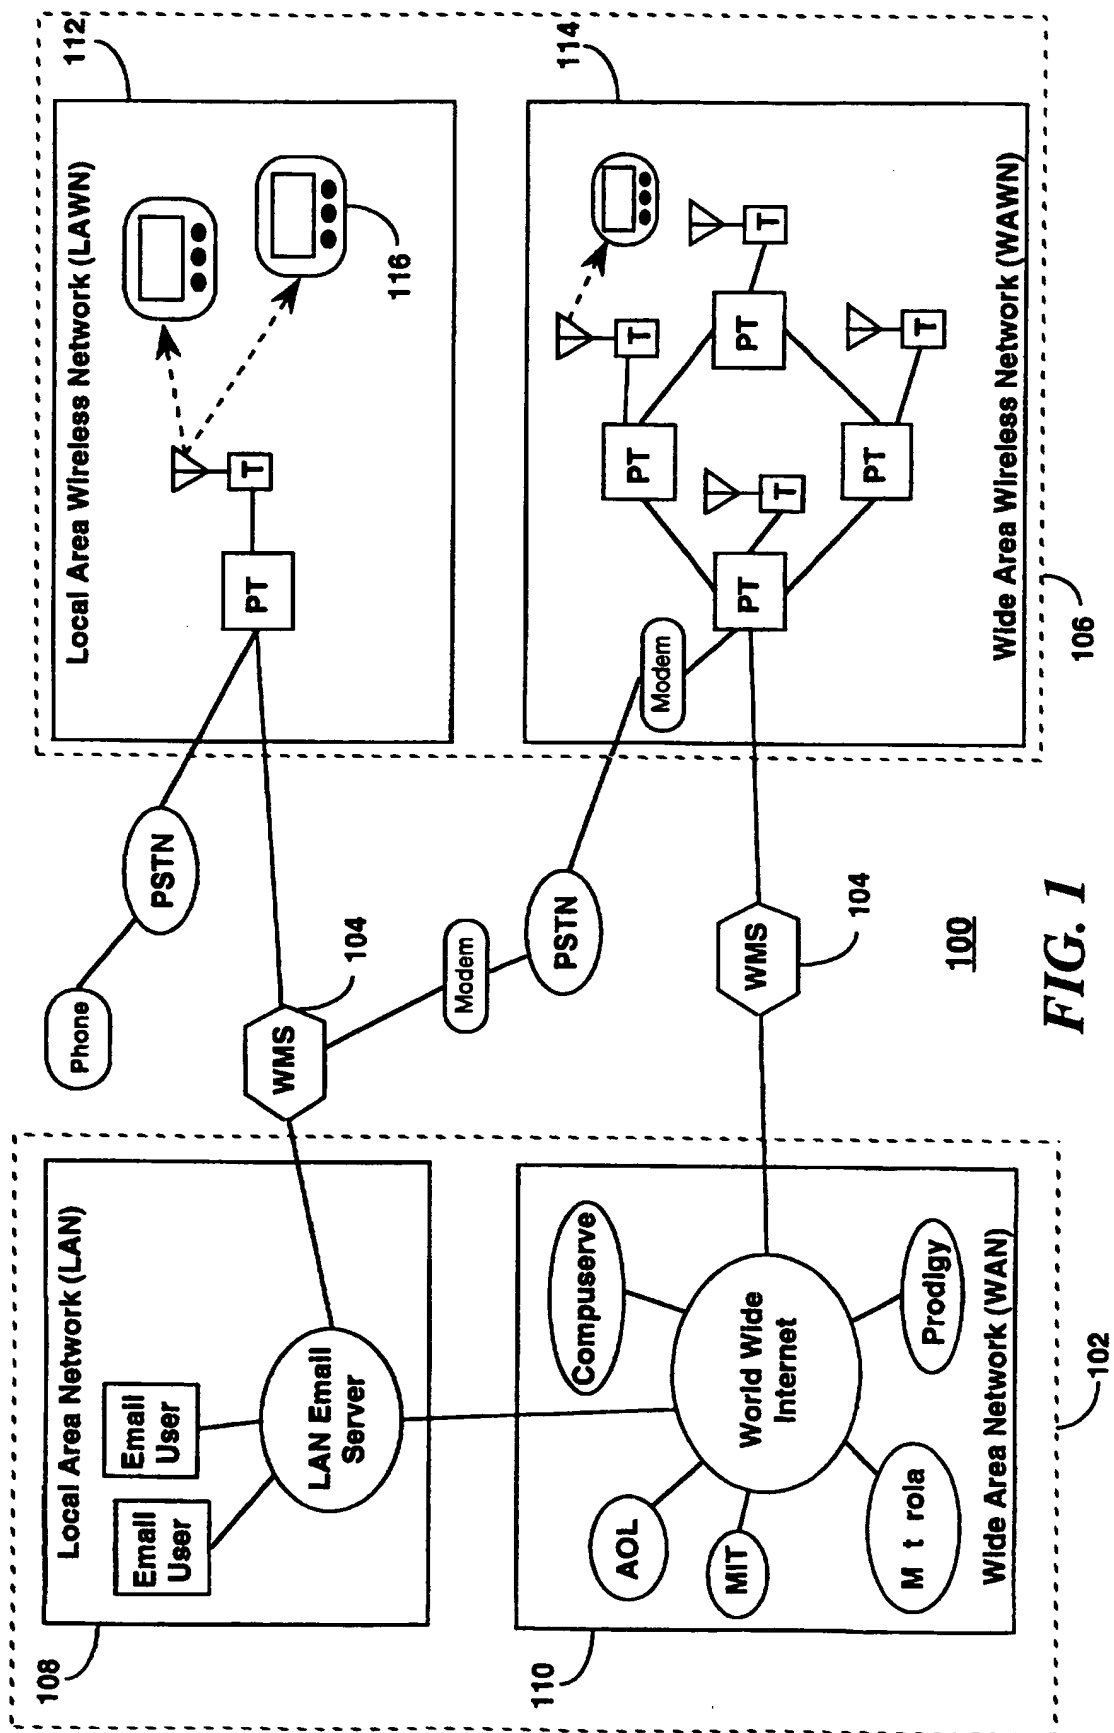 108
Local Area Network (LAN)
Email
User
Email
User
LAN Email
Server
110
AOL
MIT
M t rola
Compuserve
World Wide
Internet
Prodigy
Wide Area Network (WAN)
102
Phone
PSTN
WMS
104
Modem
PSTN
WMS
104
100
FIG. 1
112
Local Area Wireless Network (LAWN)
PT
T
116
114
Modem
PT
T
PT
T
PT
T
PT
T
Wide Area Wireless Network (WAWN)
106